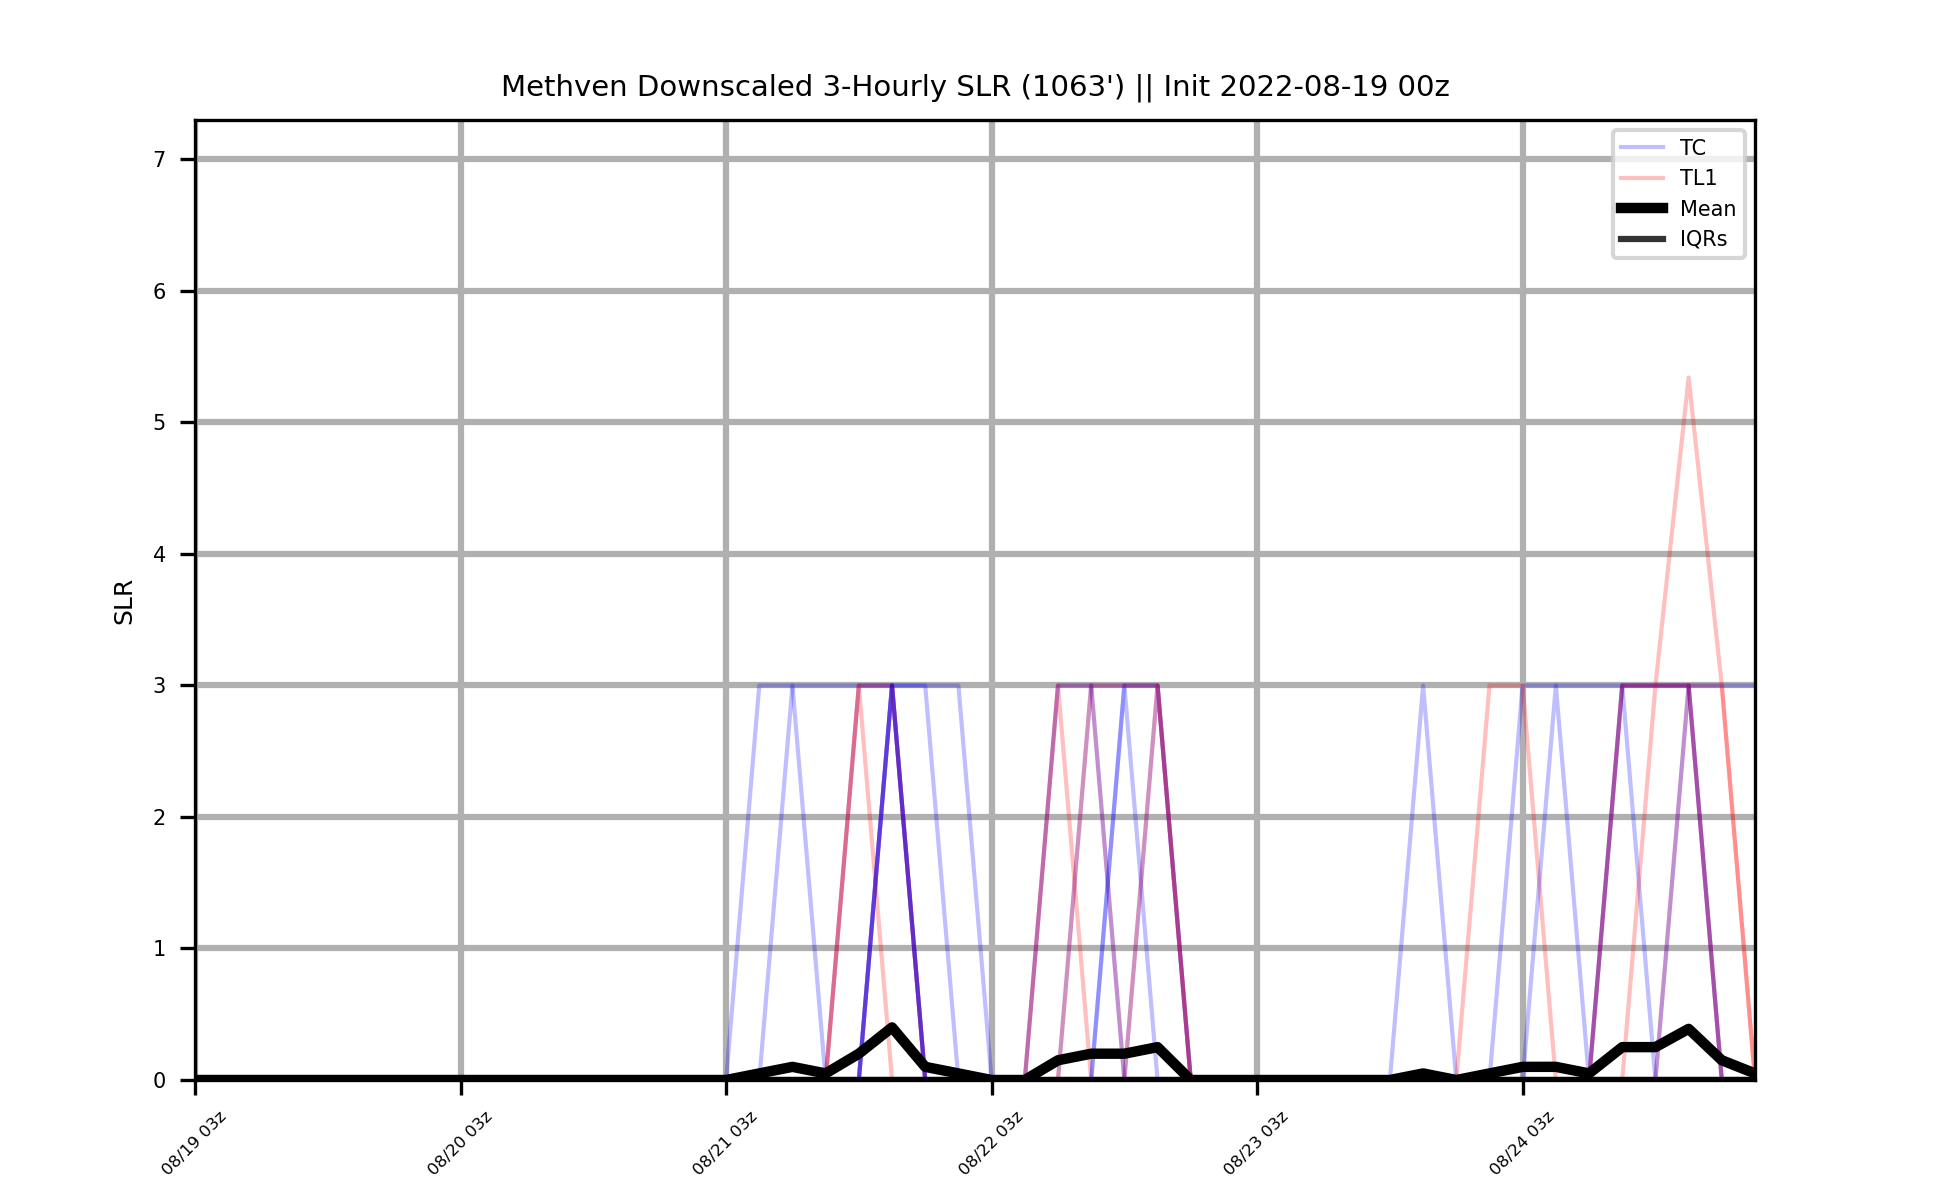 Methven Downscaled 3-Hourly SLR (1063') || Init 2022-08-19 00z
TC
TL1
Mean
IQRs
7
6
5
4
3
2
1
0
SLR
08/19 03z
08/20 03z
08/21 03z
08/22 03z
08/23 03z
08/24 03z